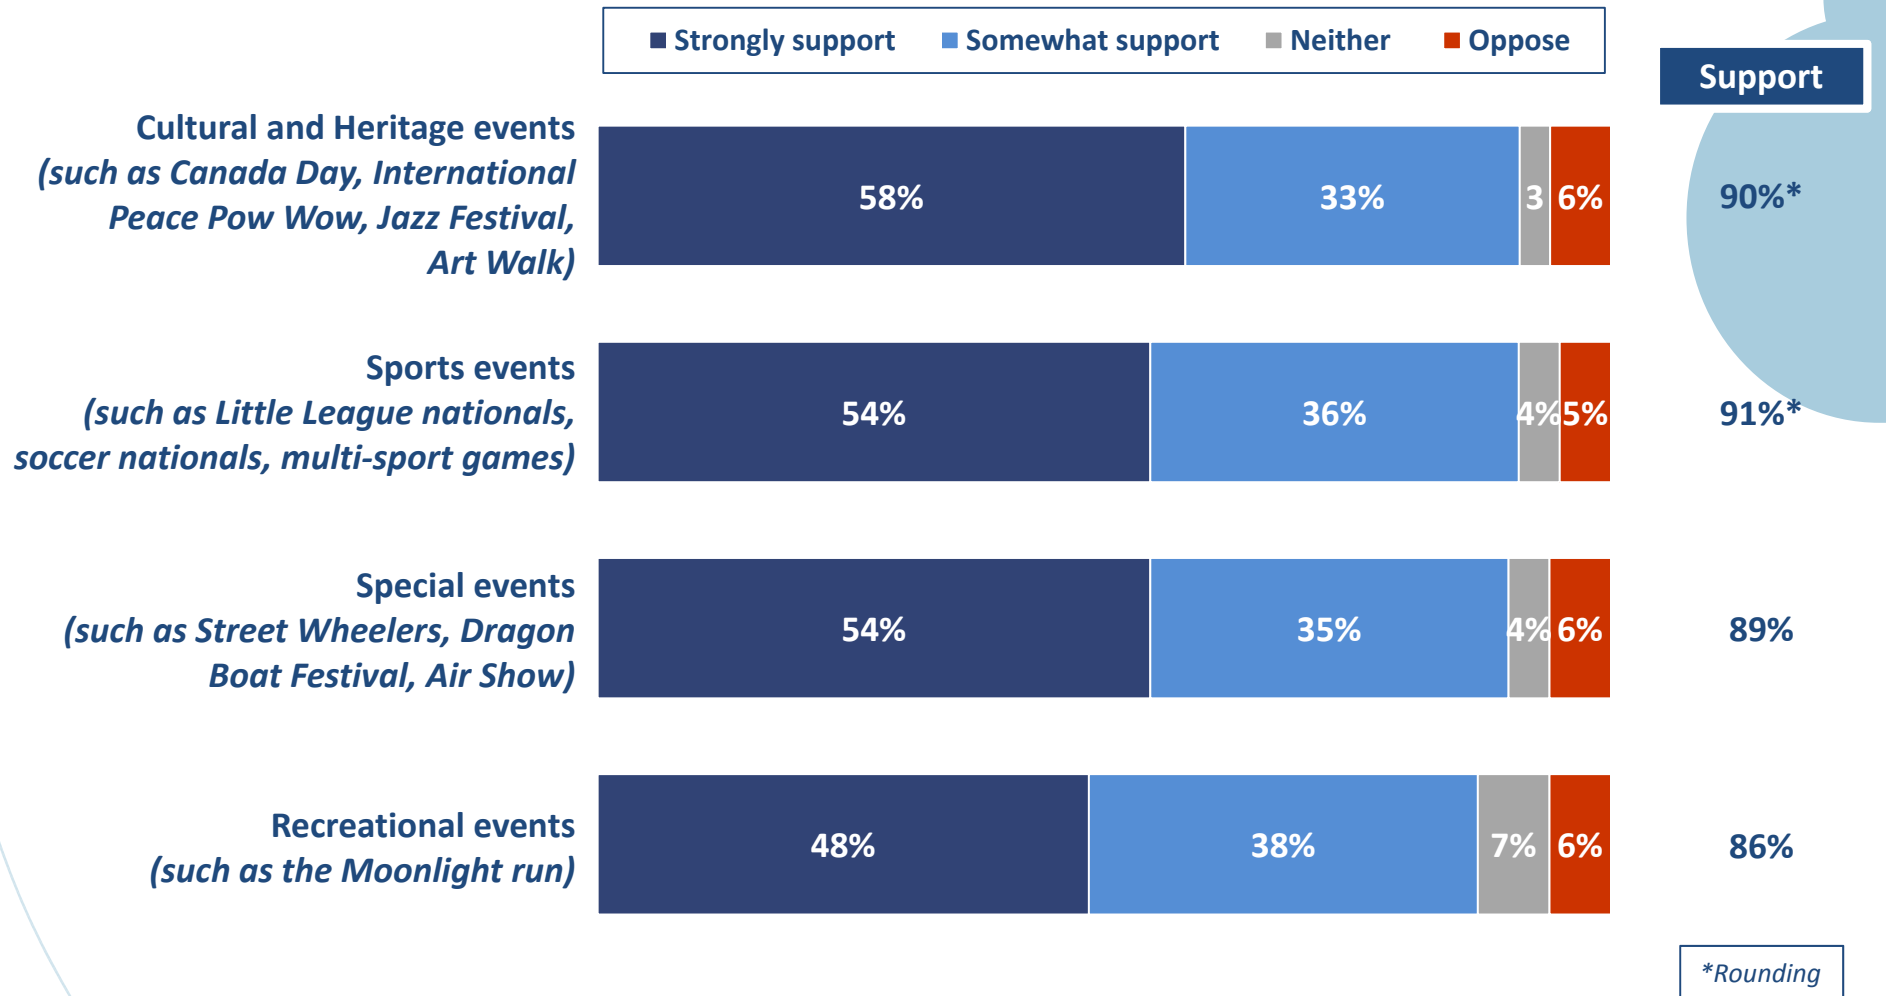 Strongly support Somewhat support Neither Oppose
Support
Cultural and Heritage events
(such as Canada Day, International
Peace Pow Wow, Jazz Festival,
Art Walk)
58% 33% 3 6% 90%*
Sports events
(such as Little League nationals,
soccer nationals, multi-sport games)
54% 36% 4% 5% 91%*
Special events
(such as Street Wheelers, Dragon
Boat Festival, Air Show)
54% 35% 4% 6% 89%
Recreational events
(such as the Moonlight run)
48% 38% 7% 6% 86%
*Rounding